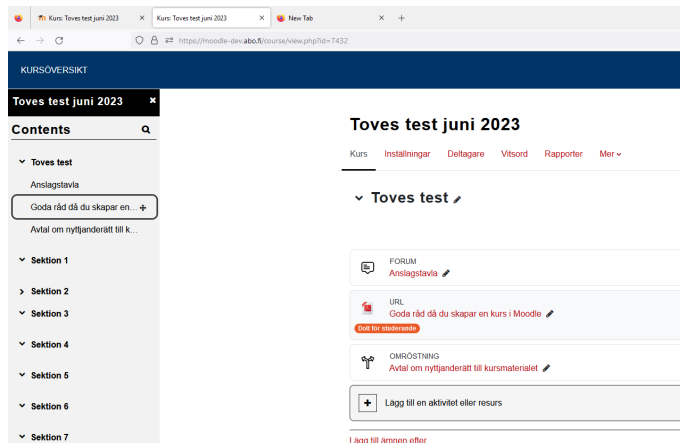 Kurs: Toves test juni 2023
Kurs: Toves test juni 2023
New Tab
https://moodle-dev.abo.fi/course/view.php?id=7432
KURSÖVERSIKT
Toves test juni 2023
Contents
Toves test
Anslagstavla
Goda råd då du skapar en...
Avtal om nyttjanderätt till k...
Sektion 1
Sektion 2
Sektion 3
Sektion 4
Sektion 5
Sektion 6
Sektion 7
Toves test juni 2023
Kurs Inställningar Deltagare Vitsord Rapporter Mer
Toves test
FORUM
Anslagstavla
URL
Goda råd då du skapar en kurs i Moodle
Dolt för studerande
OMRÖSTNING
Avtal om nyttjanderätt till kursmaterialet
Lägg till en aktivitet eller resurs
Lägg till ämnen efter